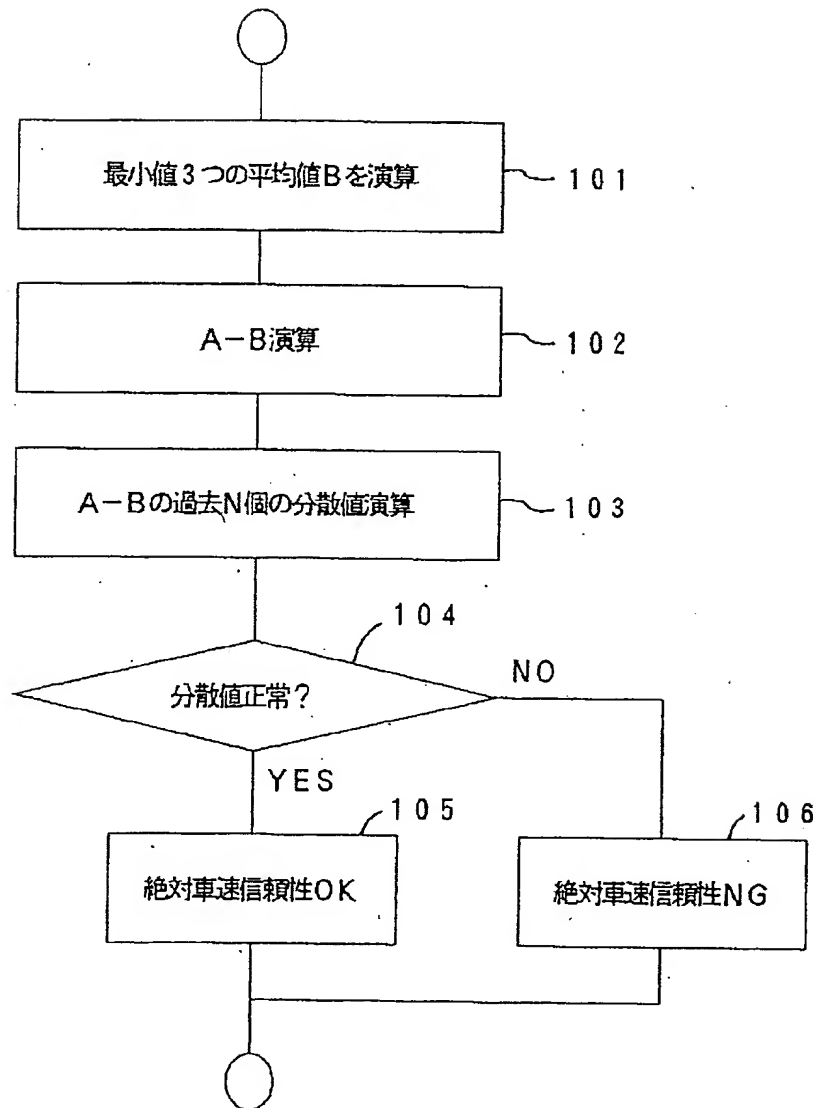 最小値3つの平均値Bを演算
101
A-B演算
102
A-Bの過去N個の分散値演算
103
104
分散値正常?
NO
YES
105
106
絶対車速信頼性OK
絶対車速信頼性NG